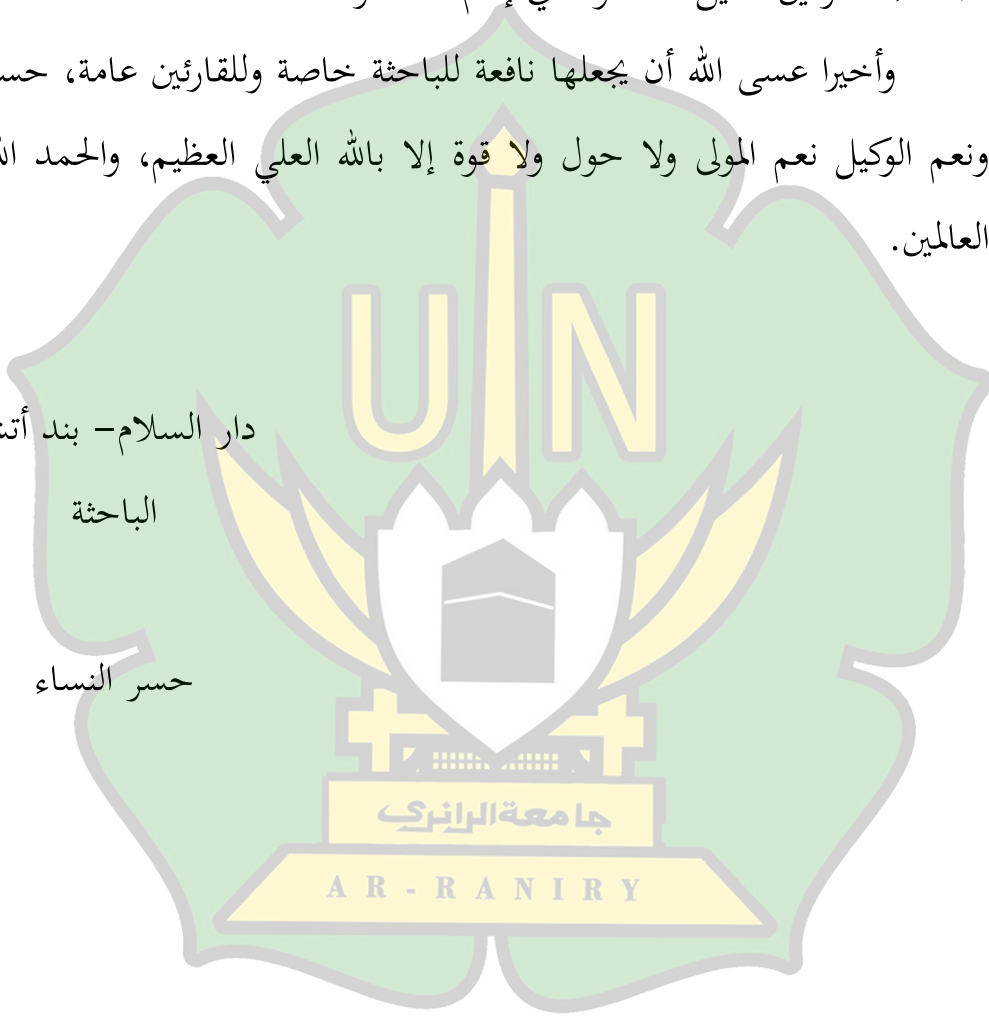 وأخيرا عسى الله أن يجعلها نافعة للباحثة خاصة وللقارئين عامة،
ونعم الوكيل نعم المولى ولا حول ولا قوة إلا بالله العلي العظيم، والحمد
العالمين.
دار السلام– بند
الباحثة
حسر النساء
UIN
جامعة الرانري
AR-RANIRY